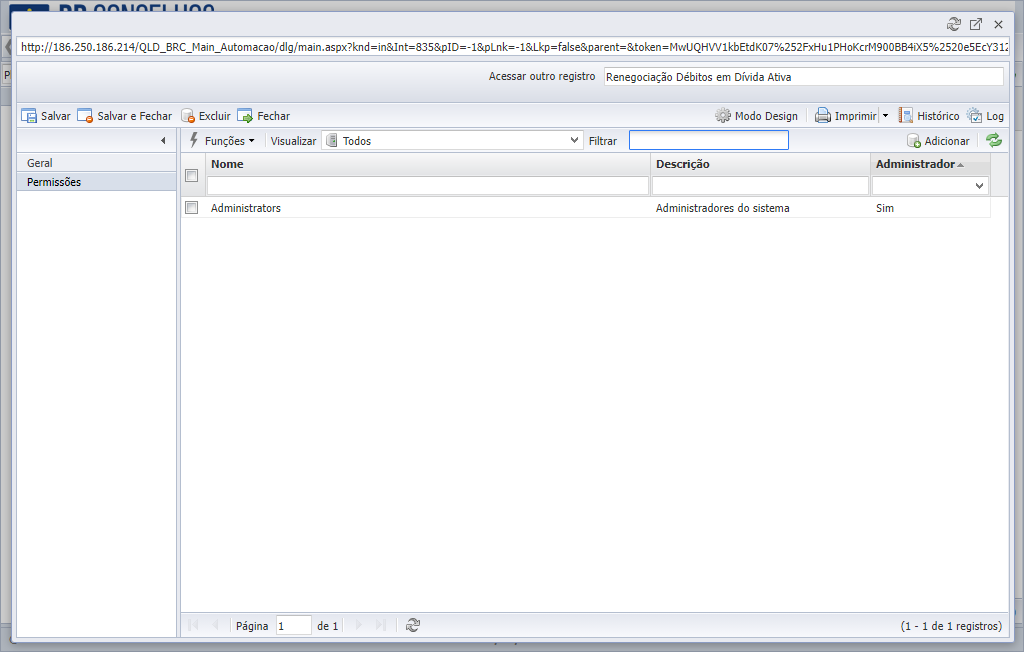 http://186.250.186.214/QLD_BRC_Main_Automacao/dlg/main.aspx?knd=in&Int=835&pID=-1&pLnk=-1&Lkp=false&parent=&token=MwUQHVV1kbEtdK07%252FxHu1PHoKcrM900BB4iX5%2520e5EcY312
Acessar outro registro Renegociação Débitos em Dívida Ativa
Salvar Salvar e Fechar Excluir Fechar Modo Design Imprimir Histórico Log
Funções Visualizar Todos Filtrar Adicionar
Geral
Permissões
Nome Descrição Administrador
Administrators Administradores do sistema Sim
Página 1 de 1 (1 - 1 de 1 registros)